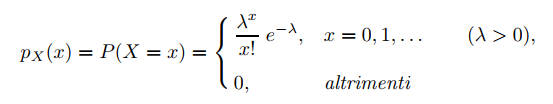 p_X(x) = P(X = x) = { λ^x / x! e^{−λ}, x = 0, 1, . . . (λ > 0),
0, altrimenti